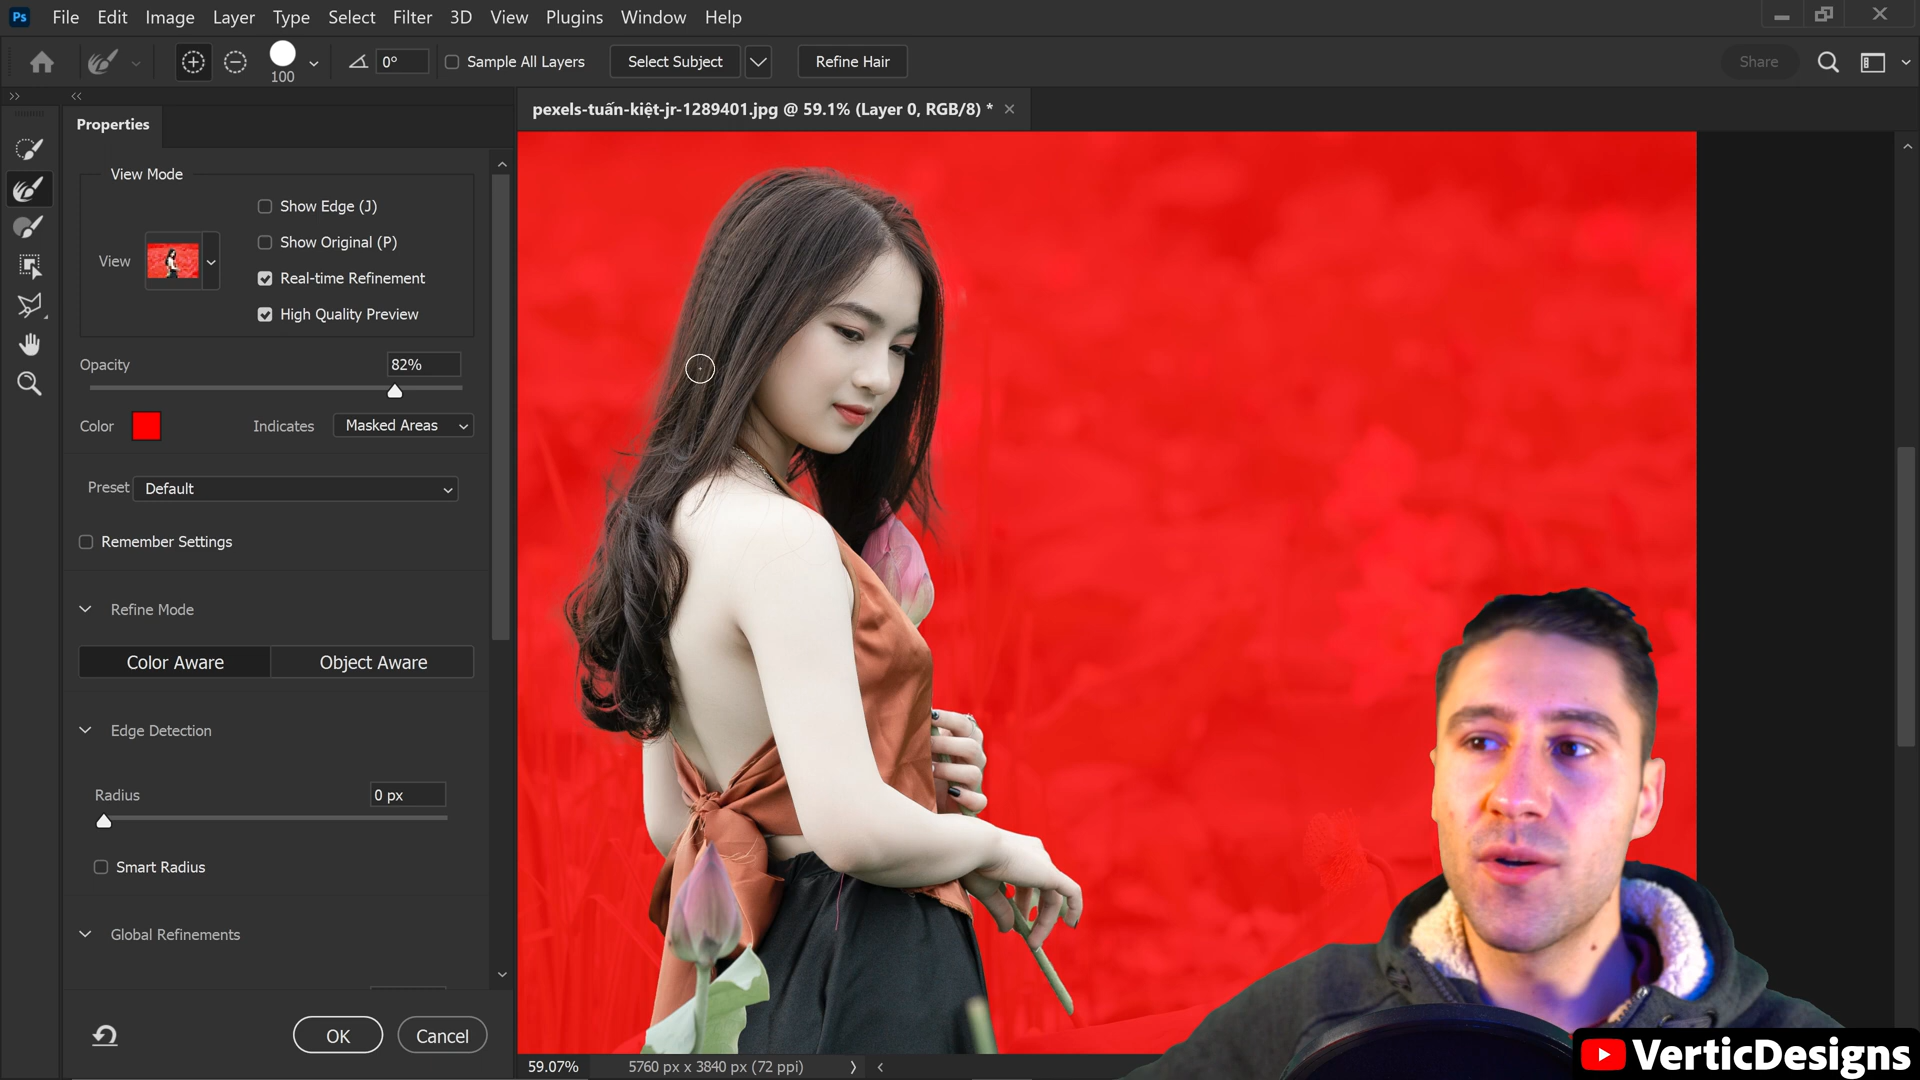 Ps File Edit Image Layer Type Select Filter 3D View Plugins Window Help
100 0° Sample All Layers Select Subject Refine Hair Share
Properties
pexels-tuấn-kiệt-jr-1289401.jpg @ 59.1% (Layer 0, RGB/8) *
View Mode
Show Edge (J)
Show Original (P)
View
Real-time Refinement
High Quality Preview
Opacity 82%
Color Indicates Masked Areas
Preset Default
Remember Settings
Refine Mode
Color Aware Object Aware
Edge Detection
Radius 0 px
Smart Radius
Global Refinements
OK Cancel
59.07% 5760 px x 3840 px (72 ppi)
VerticDesigns